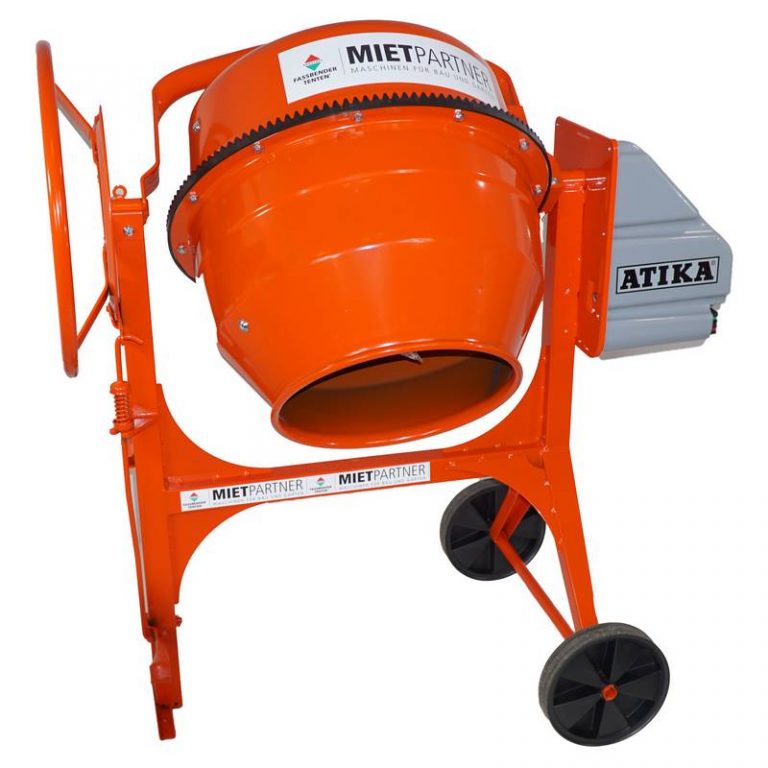 FASSBENDER
TENTEN®
MIETPARTNER
MASCHINEN FÜR BAU UND GARTEN
ATIKA®
FASSBENDER
TENTEN®
MIETPARTNER
MASCHINEN FÜR BAU UND GARTEN
FASSBENDER
TENTEN®
MIETPARTNER
MASCHINEN FÜR BAU UND GARTEN